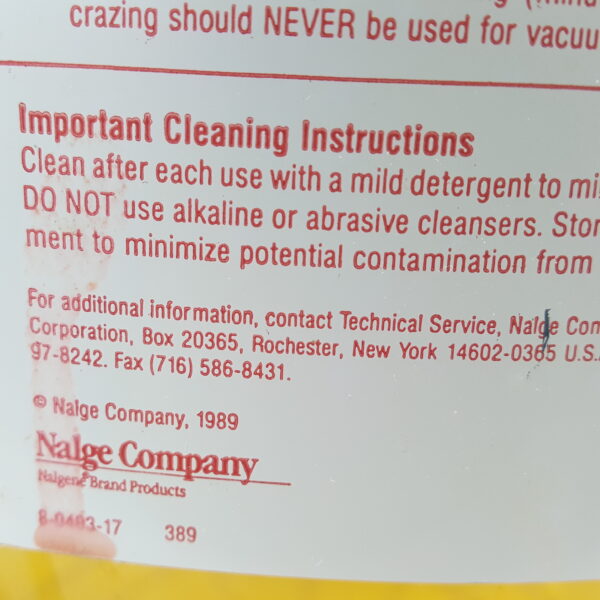 crazing should NEVER be used for vacuu
Important Cleaning Instructions
Clean after each use with a mild detergent to mi
DO NOT use alkaline or abrasive cleansers. Stor
ment to minimize potential contamination from
For additional information, contact Technical Service, Nalge Com
Corporation, Box 20365, Rochester, New York 14602-0365 U.S.
97-8242. Fax (716) 586-8431.
© Nalge Company, 1989
Nalge Company
Nalgene® Brand Products
8-0483-17 389